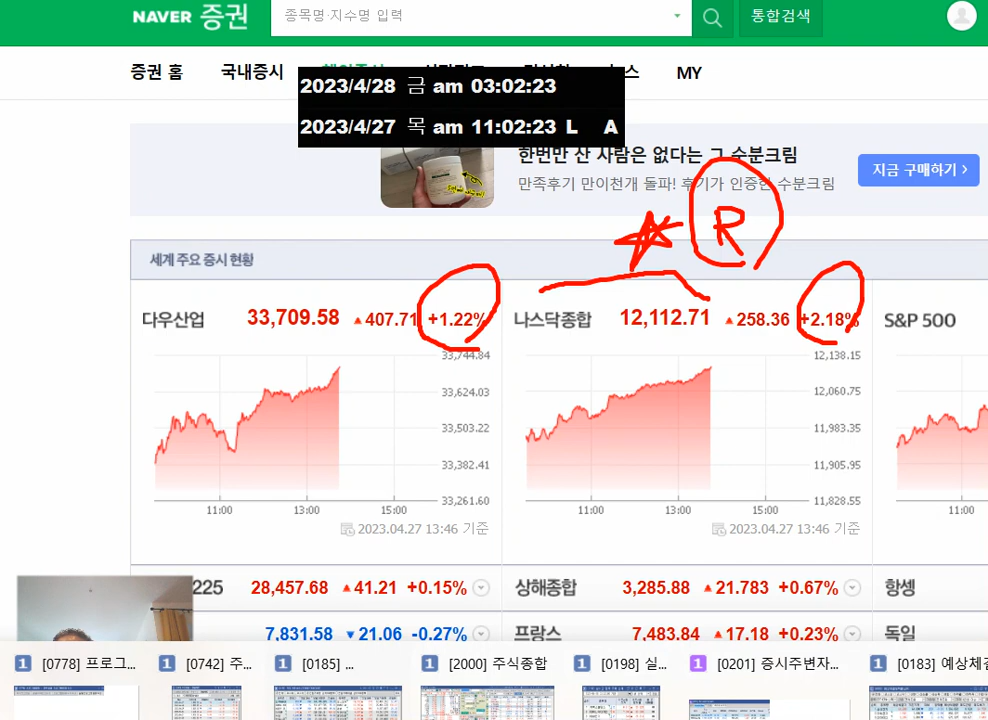 NAVER 증권
종목명·지수명 입력
통합검색
증권 홈 국내증시 MY
2023/4/28 금 am 03:02:23
2023/4/27 목 am 11:02:23 L A
한번만 산 사람은 없다는 그 수분크림
만족후기 만이천개 돌파! 후기가 인증한 수분크림
지금 구매하기 >
R
세계 주요 증시 현황
다우산업 33,709.58 ▲407.71 +1.22%
나스닥종합 12,112.71 ▲258.36 +2.18%
S&P 500
33,744.84
33,624.03
33,503.22
33,382.41
33,261.60
11:00 13:00 15:00
2023.04.27 13:46 기준
12,138.15
12,060.75
11,983.35
11,905.95
11,828.55
11:00 13:00 15:00
2023.04.27 13:46 기준
11:00
225 28,457.68 ▲41.21 +0.15%
상해종합 3,285.88 ▲21.783 +0.67%
항셍
7,831.58 ▼21.06 -0.27%
프랑스 7,483.84 ▲17.18 +0.23%
독일
1 [0778] 프로그...
1 [0742] 주...
1 [0185] ...
1 [2000] 주식종합
1 [0198] 실...
1 [0201] 증시주변자...
1 [0183] 예상체결